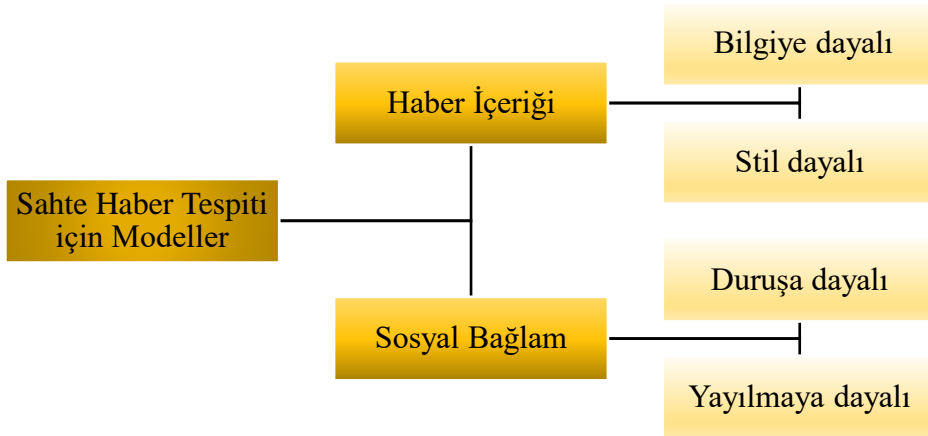 Sahte Haber Tespiti
için Modeller
Haber İçeriği
Bilgiye dayalı
Stil dayalı
Sosyal Bağlam
Duruşa dayalı
Yayılmaya dayalı